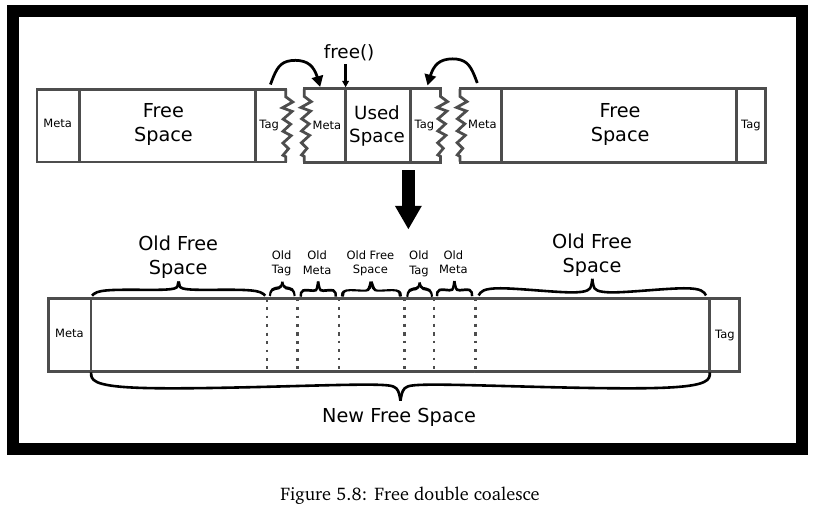 free()
Meta
Free
Space
Tag
Meta
Used
Space
Tag
Meta
Free
Space
Tag
Old Free
Space
Old
Tag
Old
Meta
Old Free
Space
Old
Tag
Old
Meta
Old Free
Space
Meta
Tag
New Free Space
Figure 5.8: Free double coalesce